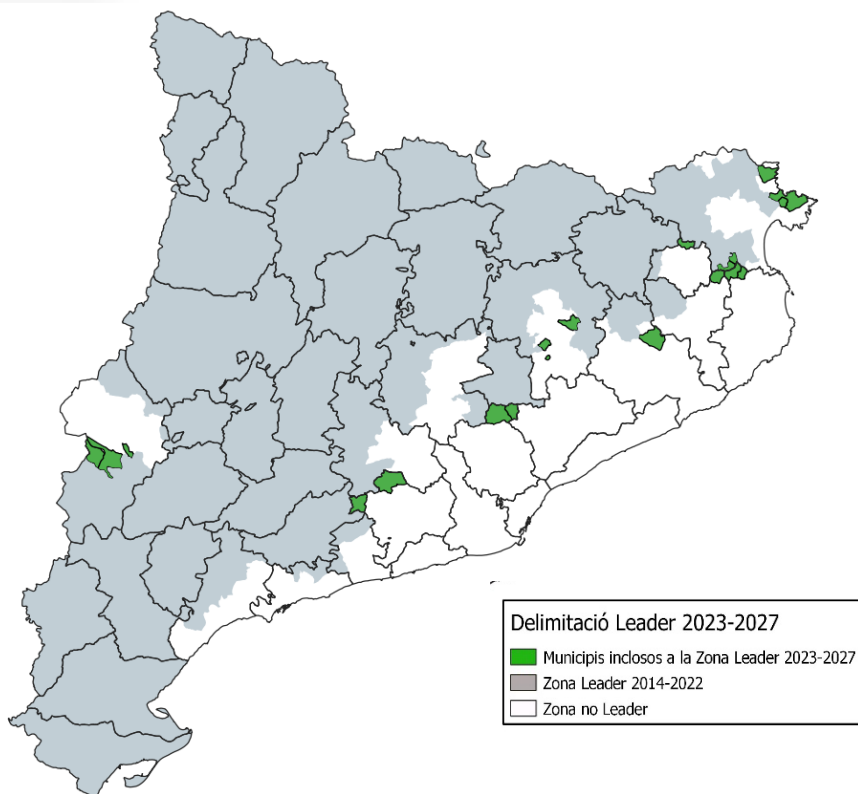 Delimitació Leader 2023-2027
Municipis inclosos a la Zona Leader 2023-2027
Zona Leader 2014-2022
Zona no Leader